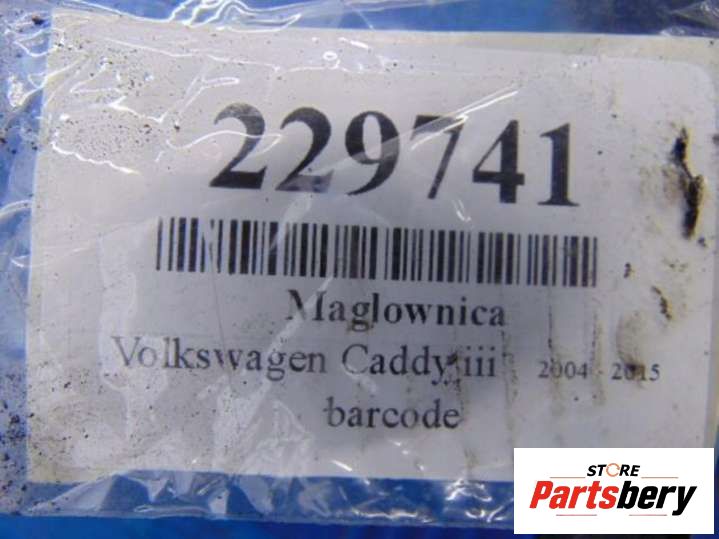 229741
Maglownica
Volkswagen Caddy iii 2004 - 2015
barcode
STORE
Partsbery